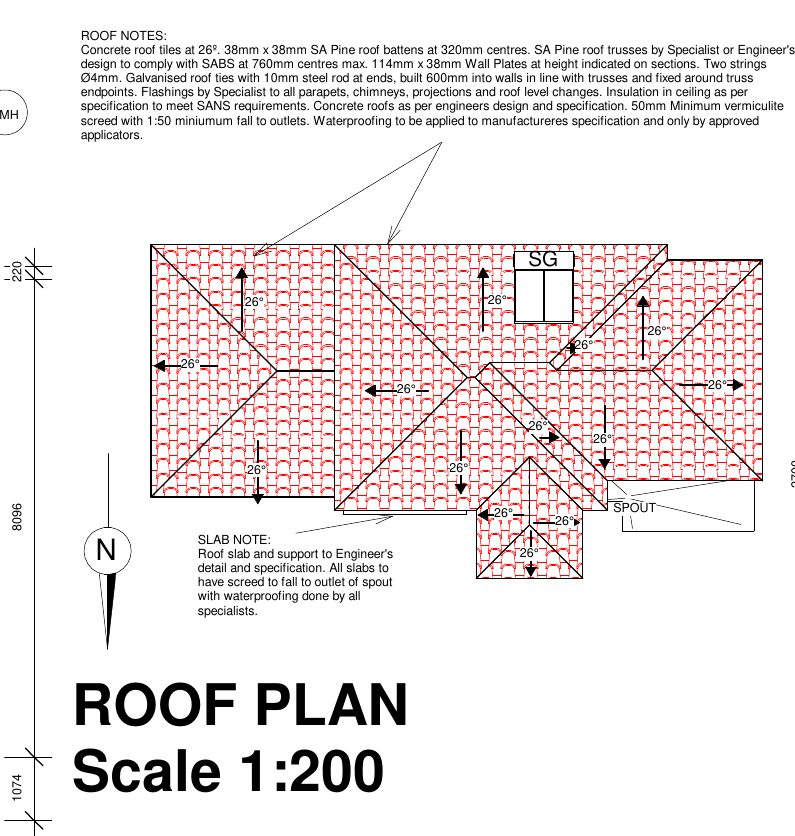 ROOF NOTES:
Concrete roof tiles at 26º. 38mm x 38mm SA Pine roof battens at 320mm centres. SA Pine roof trusses by Specialist or Engineer's
design to comply with SABS at 760mm centres max. 114mm x 38mm Wall Plates at height indicated on sections. Two strings
Ø4mm. Galvanised roof ties with 10mm steel rod at ends, built 600mm into walls in line with trusses and fixed around truss
endpoints. Flashings by Specialist to all parapets, chimneys, projections and roof level changes. Insulation in ceiling as per
specification to meet SANS requirements. Concrete roofs as per engineers design and specification. 50mm Minimum vermiculite
screed with 1:50 miniumum fall to outlets. Waterproofing to be applied to manufactureres specification and only by approved
applicators.
MH
220
SG
26°
26°
26°
26°
26°
26°
26°
26°
26°
26°
26°
26°
26°
26°
SPOUT
8096
N
SLAB NOTE:
Roof slab and support to Engineer's
detail and specification. All slabs to
have screed to fall to outlet of spout
with waterproofing done by all
specialists.
ROOF PLAN
Scale 1:200
1074